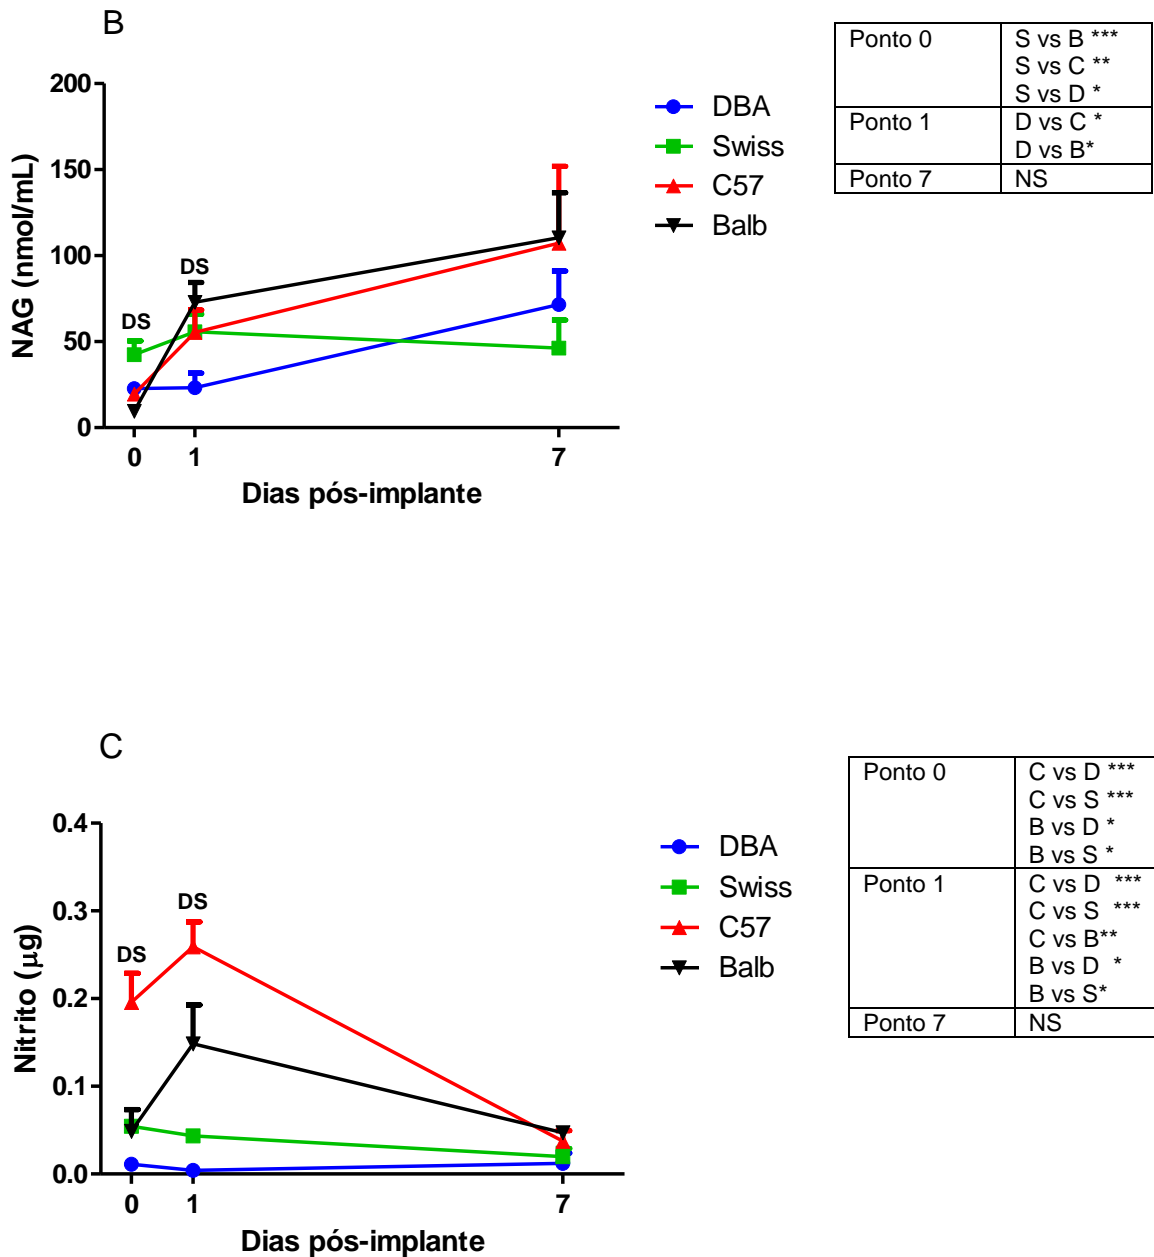 B
Ponto 0
S vs B ***
S vs C **
S vs D *
Ponto 1
D vs C *
D vs B*
Ponto 7
NS
200
150
100
50
0
NAG (nmol/mL)
DS
DS
0
1
7
Dias pós-implante
DBA
Swiss
C57
Balb
C
Ponto 0
C vs D ***
C vs S ***
B vs D *
B vs S *
Ponto 1
C vs D ***
C vs S ***
C vs B**
B vs D *
B vs S*
Ponto 7
NS
0.4
0.3
0.2
0.1
0.0
Nitrito (µg)
DS
DS
0
1
7
Dias pós-implante
DBA
Swiss
C57
Balb